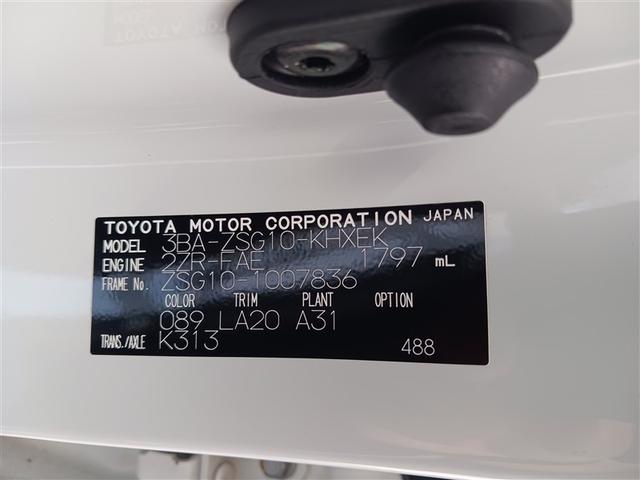 TOYOTA MOTOR CORPORATION JAPAN
MODEL 3BA-ZSG10-KHXEK
ENGINE 2ZR-FAE 1797 mL
FRAME No. ZSG10-1007836
COLOR TRIM PLANT OPTION
089 LA20 A31
TRANS./AXLE K313
488